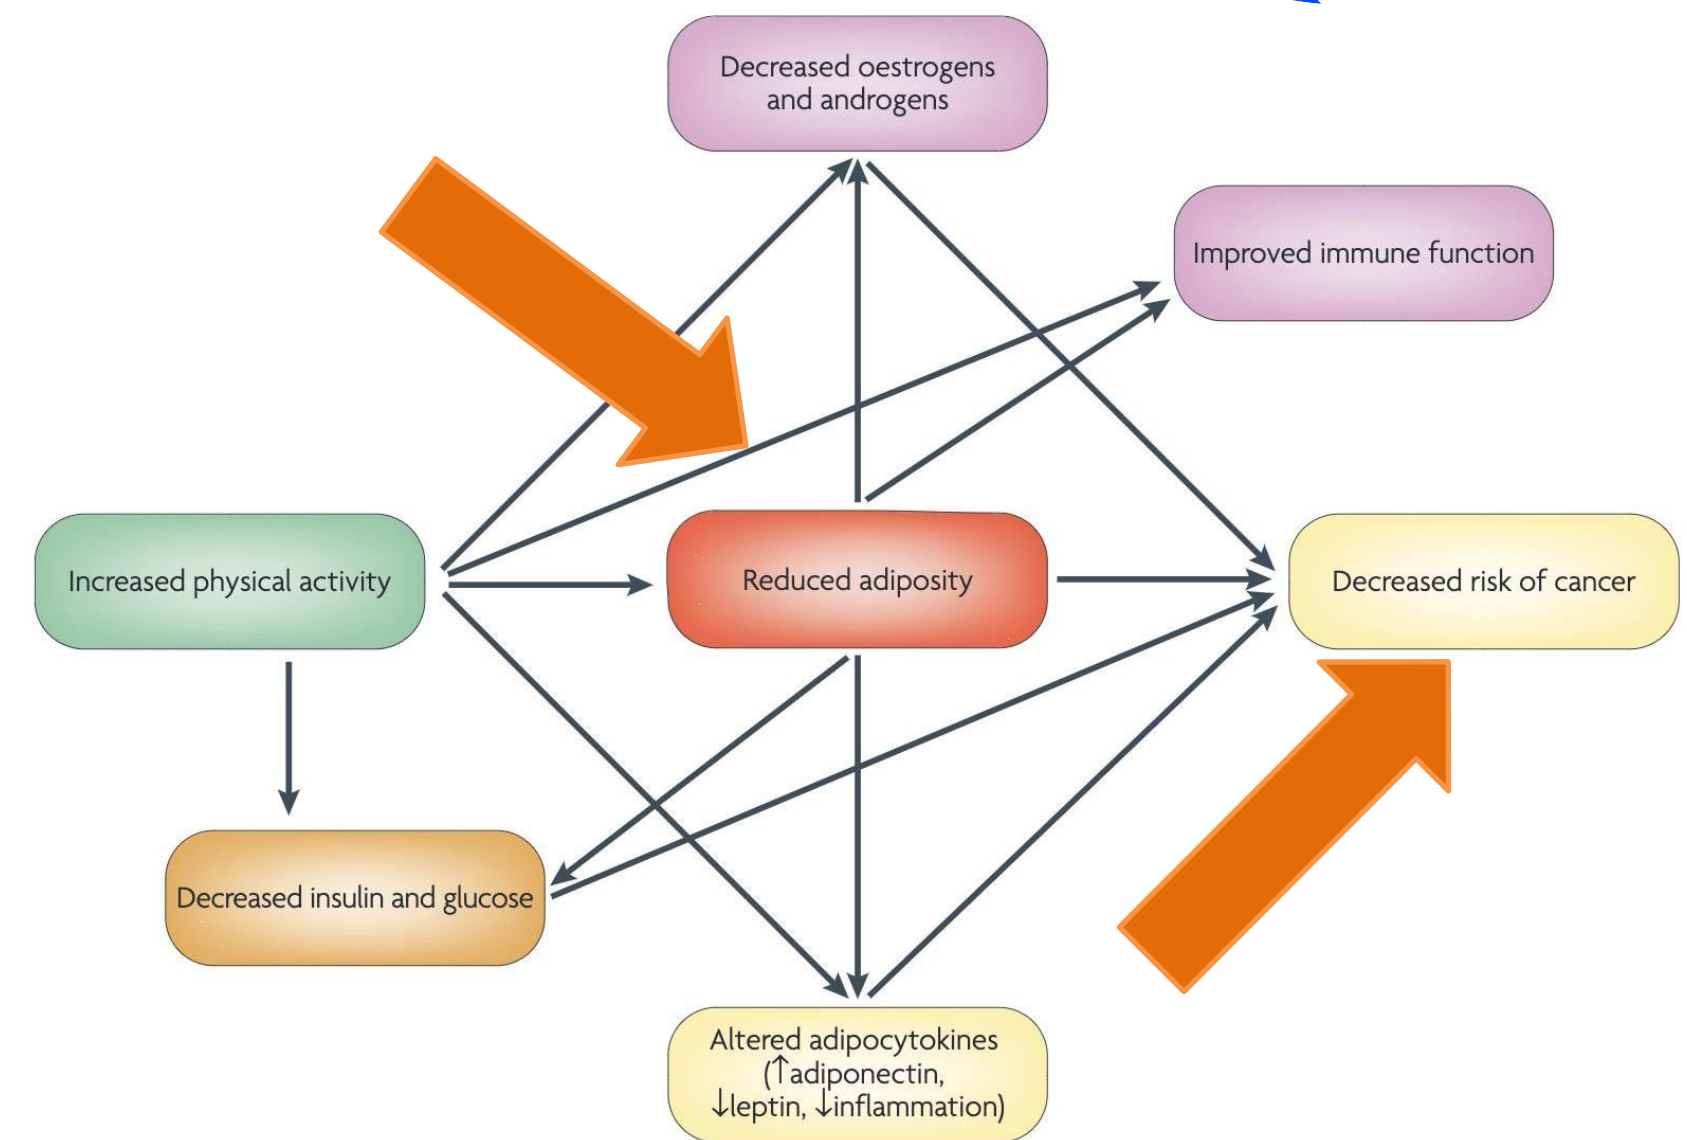 Decreased oestrogens
and androgens
Improved immune function
Increased physical activity
Reduced adiposity
Decreased risk of cancer
Decreased insulin and glucose
Altered adipocytokines
(↑adiponectin,
↓leptin, ↓inflammation)